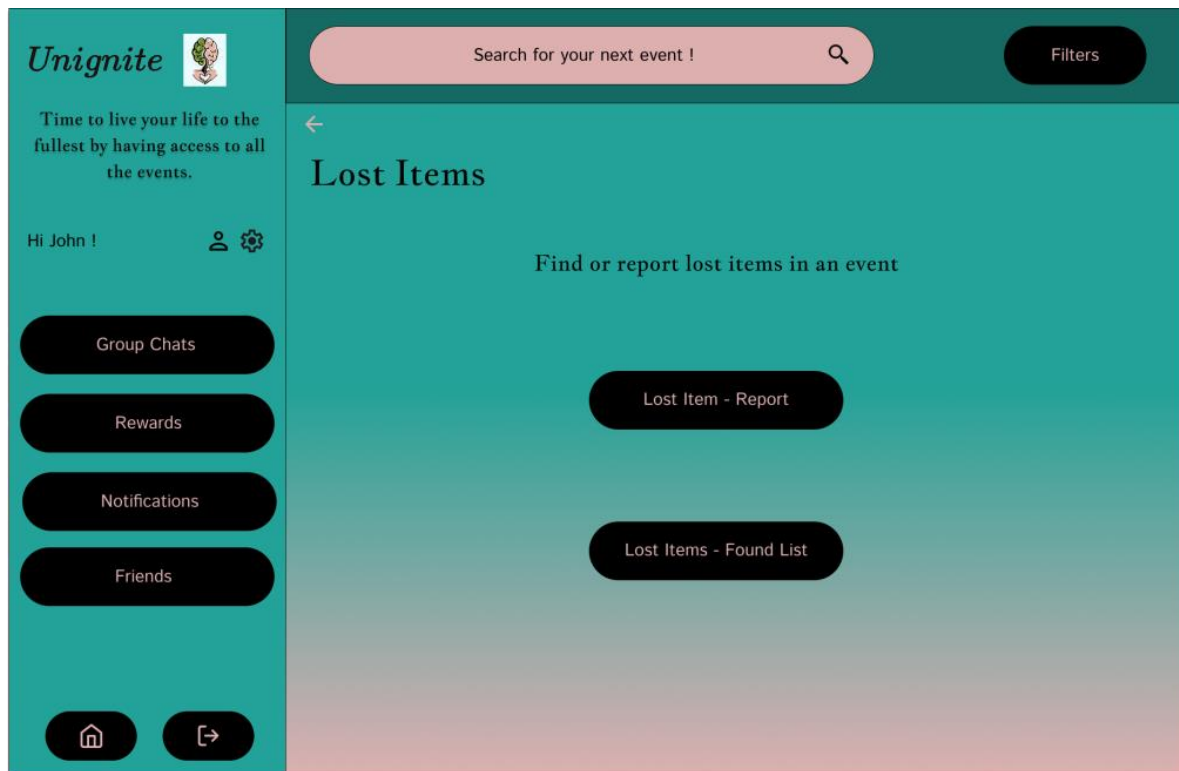 Unignite
Time to live your life to the
fullest by having access to all
the events.
Hi John !
Group Chats
Rewards
Notifications
Friends
Search for your next event !
Filters
Lost Items
Find or report lost items in an event
Lost Item - Report
Lost Items - Found List